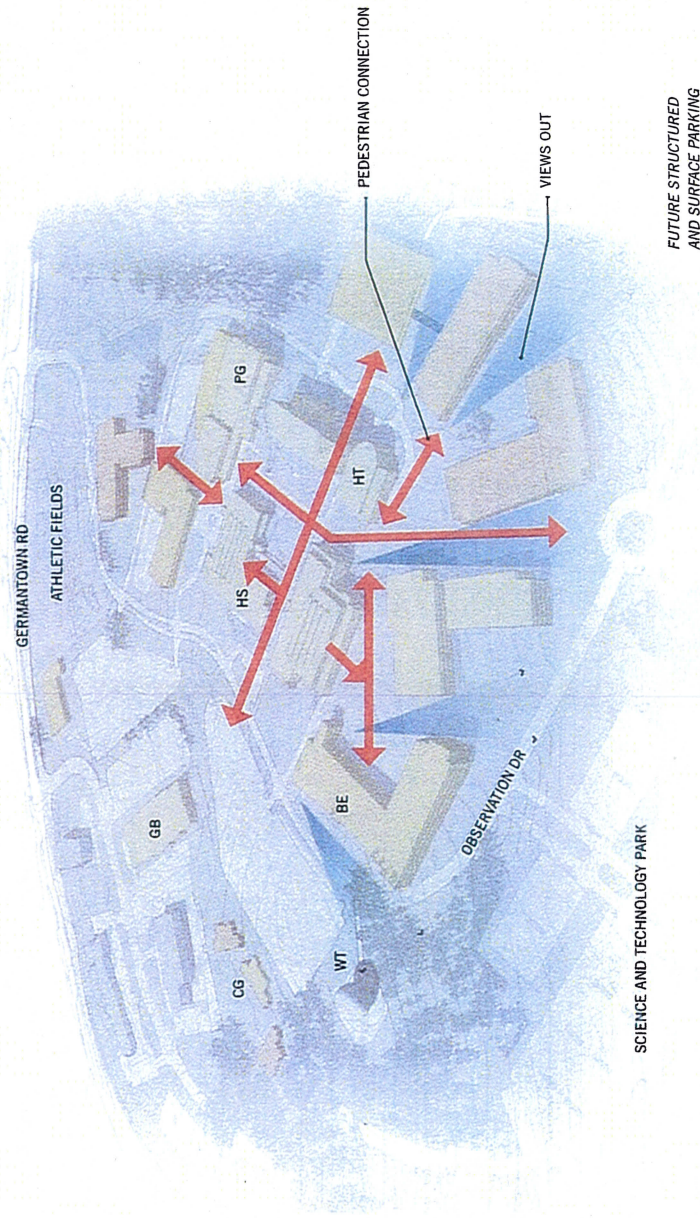 GERMANTOWN RD
ATHLETIC FIELDS
PEDESTRIAN CONNECTION
VIEWS OUT
FUTURE STRUCTURED
AND SURFACE PARKING
PG
HT
HS
BE
GB
CG
WT
OBSERVATION DR
SCIENCE AND TECHNOLOGY PARK